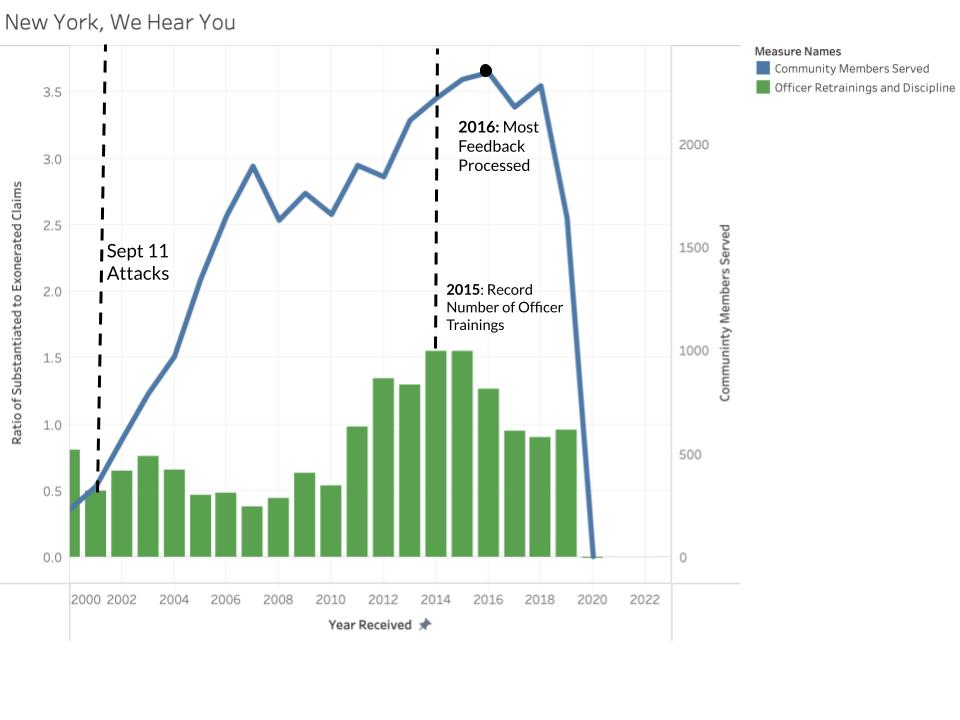 New York, We Hear You
Measure Names
Community Members Served
Officer Retrainings and Discipline
Ratio of Substantiated to Exonerated Claims
3.5
3.0
2.5
2.0
1.5
1.0
0.5
0.0
Sept 11
Attacks
2016: Most
Feedback
Processed
2015: Record
Number of Officer
Trainings
2000
1500
1000
500
0
Communinty Members Served
2000 2002 2004 2006 2008 2010 2012 2014 2016 2018 2020 2022
Year Received